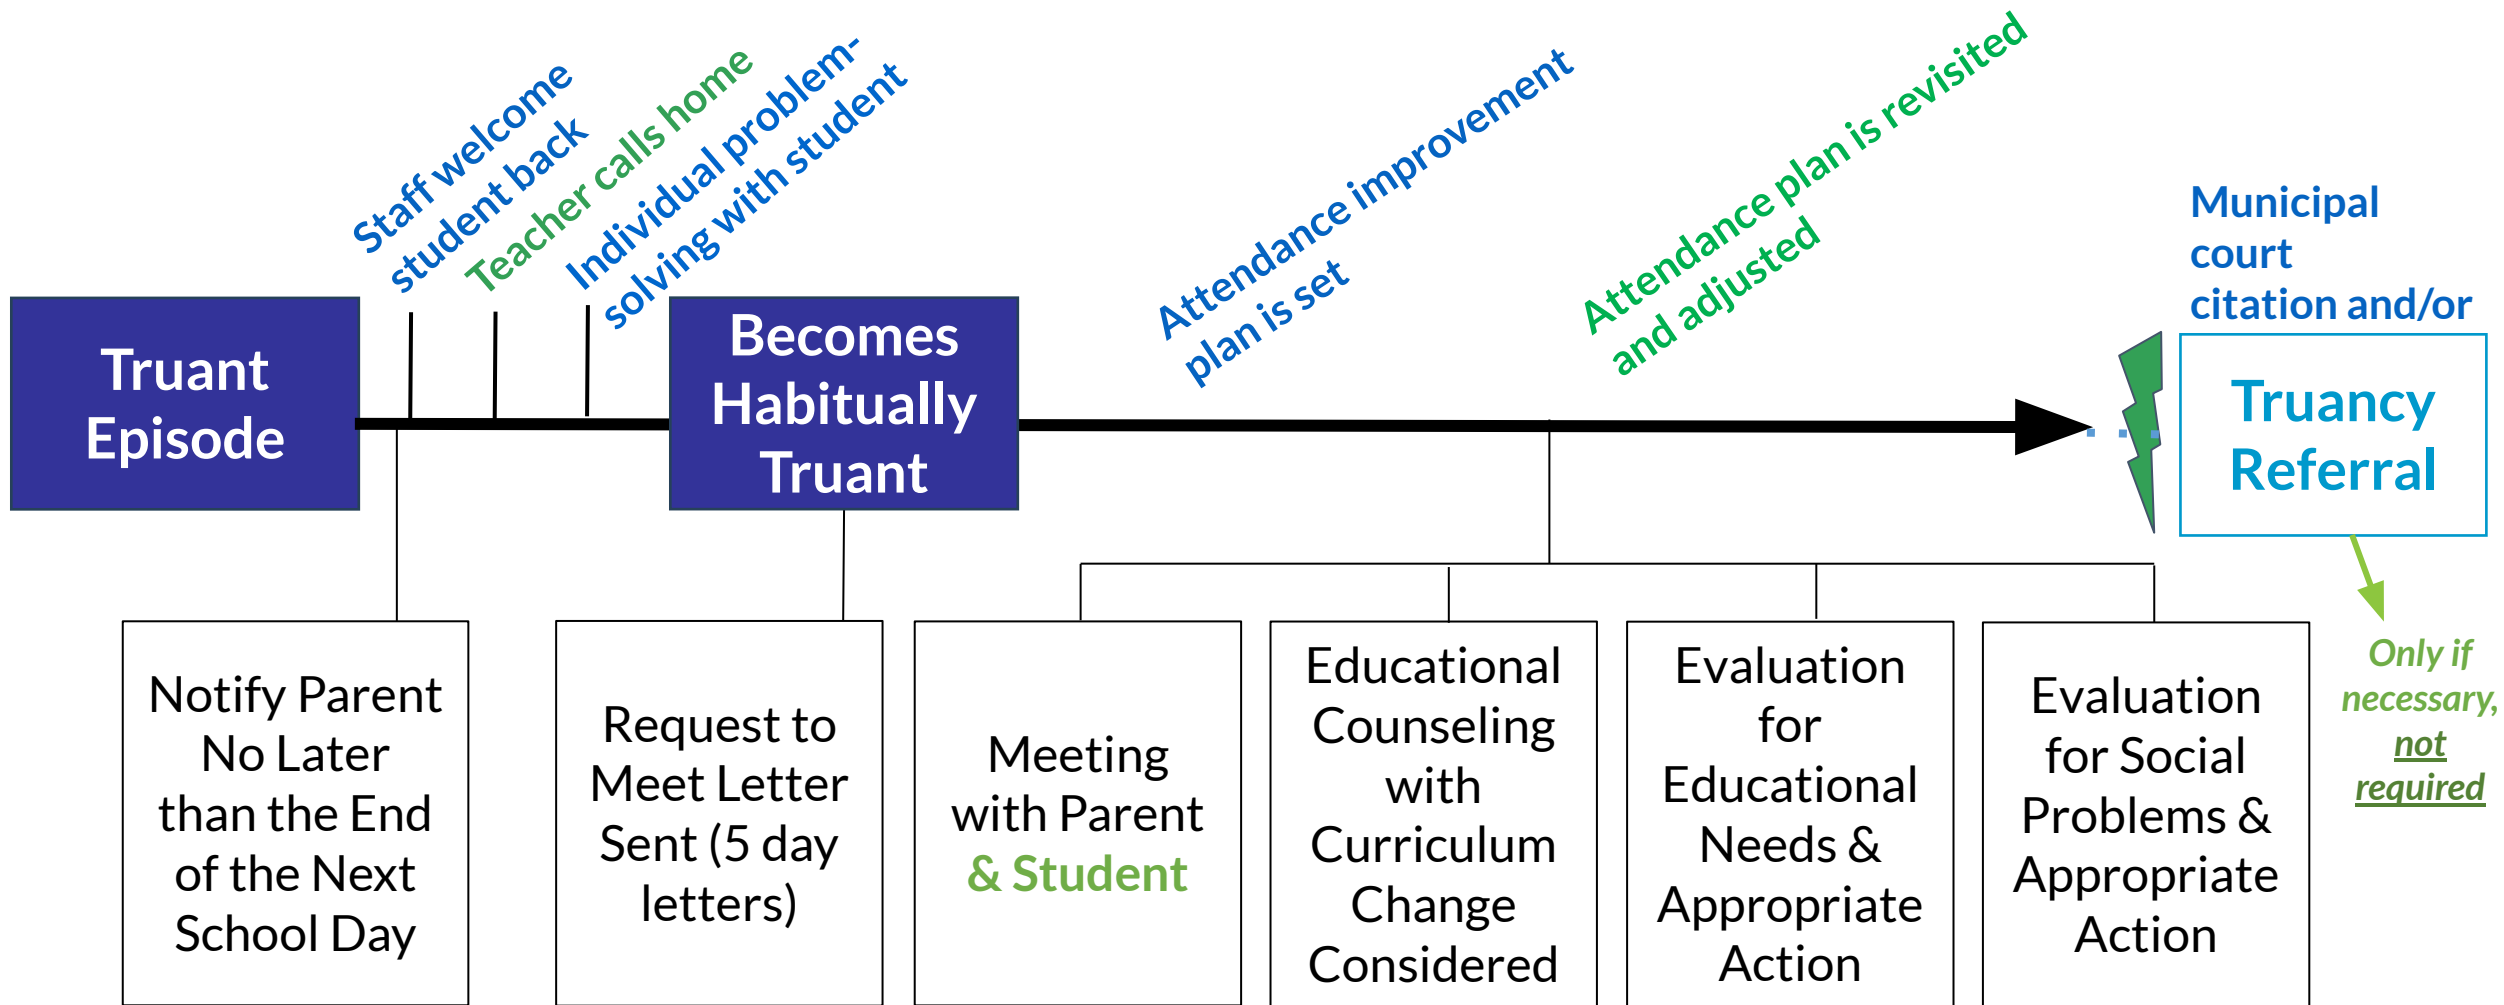 Staff welcome
student back
Teacher calls home
Individual problem-
solving with student
Attendance improvement
plan is set
Attendance plan is revisited
and adjusted
Municipal
court
citation and/or
Truant
Episode
Becomes
Habitually
Truant
Truancy
Referral
Notify Parent
No Later
than the End
of the Next
School Day
Request to
Meet Letter
Sent (5 day
letters)
Meeting
with Parent
& Student
Educational
Counseling
with
Curriculum
Change
Considered
Evaluation
for
Educational
Needs &
Appropriate
Action
Evaluation
for Social
Problems &
Appropriate
Action
Only if
necessary,
not
required